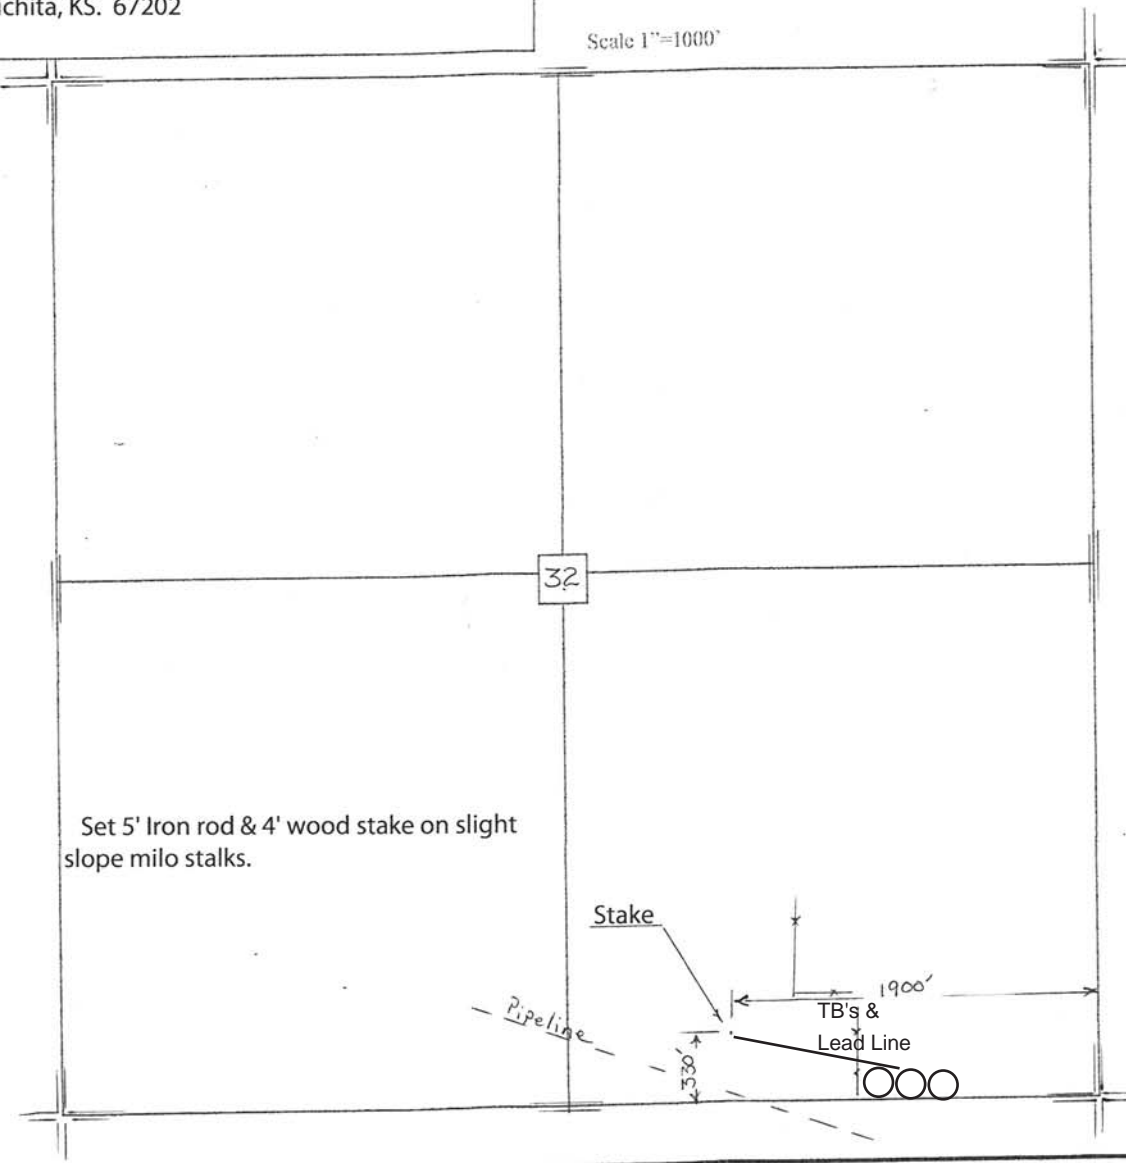 chita, KS. 67202
Scale 1"=1000'
32
Set 5' Iron rod & 4' wood stake on slight
slope milo stalks.
Stake
1900'
Pipeline
TB's &
Lead Line
330'